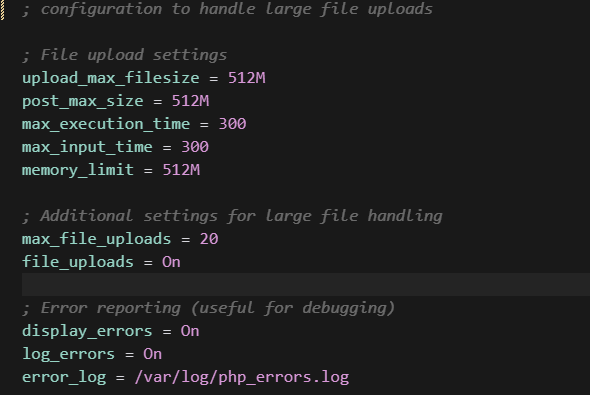 ; configuration to handle large file uploads
; File upload settings
upload_max_filesize = 512M
post_max_size = 512M
max_execution_time = 300
max_input_time = 300
memory_limit = 512M
; Additional settings for large file handling
max_file_uploads = 20
file_uploads = On
; Error reporting (useful for debugging)
display_errors = On
log_errors = On
error_log = /var/log/php_errors.log